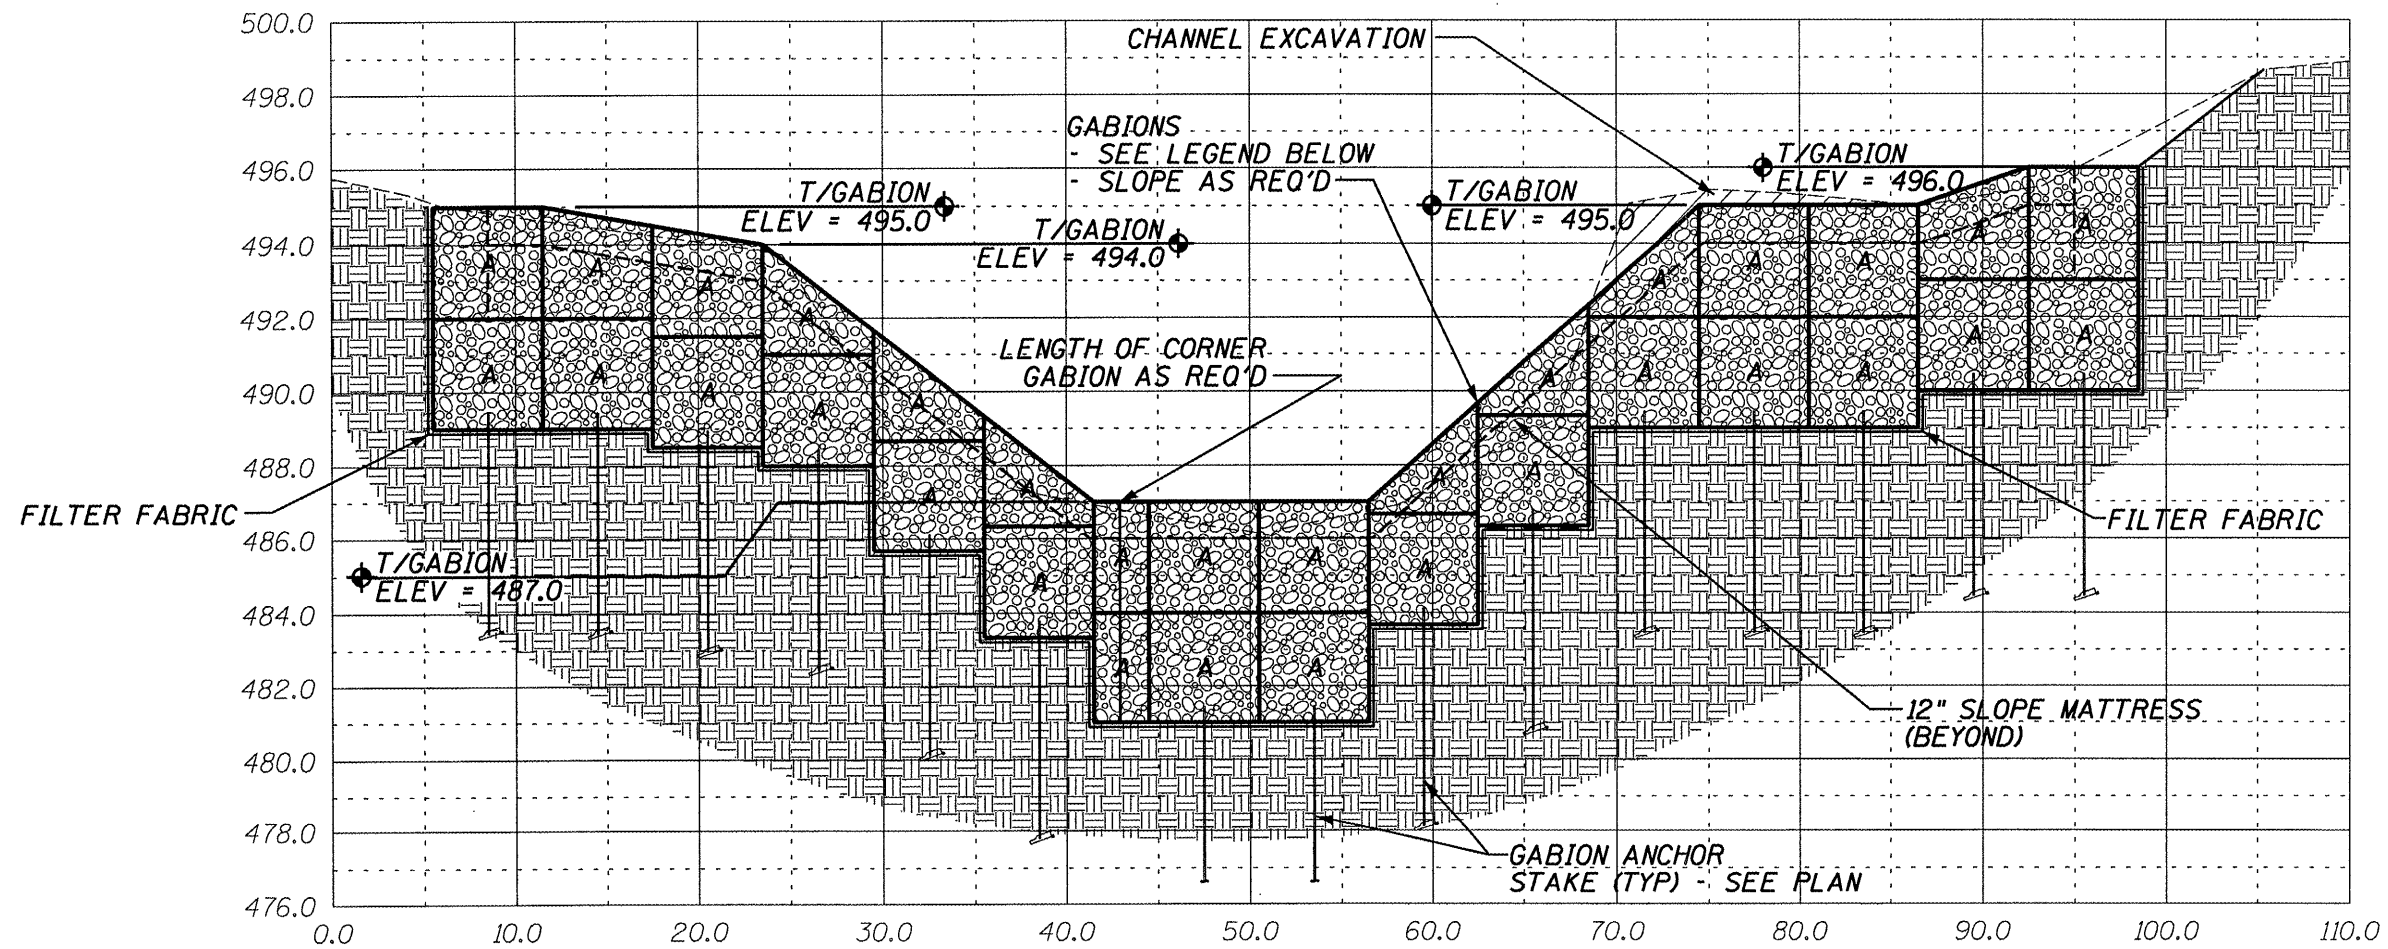 500.0
498.0
496.0
494.0
492.0
490.0
488.0
486.0
484.0
482.0
480.0
478.0
476.0
0.0 10.0 20.0 30.0 40.0 50.0 60.0 70.0 80.0 90.0 100.0 110.0
CHANNEL EXCAVATION
GABIONS
- SEE LEGEND BELOW
- SLOPE AS REQ'D
T/GABION
ELEV = 495.0
T/GABION
ELEV = 494.0
T/GABION
ELEV = 495.0
T/GABION
ELEV = 496.0
LENGTH OF CORNER
GABION AS REQ'D
FILTER FABRIC
T/GABION
ELEV = 487.0
FILTER FABRIC
12" SLOPE MATTRESS
(BEYOND)
GABION ANCHOR
STAKE (TYP) - SEE PLAN
A A A A A A A A A A A A A
A A A A A A A A A A A A A
A A A A